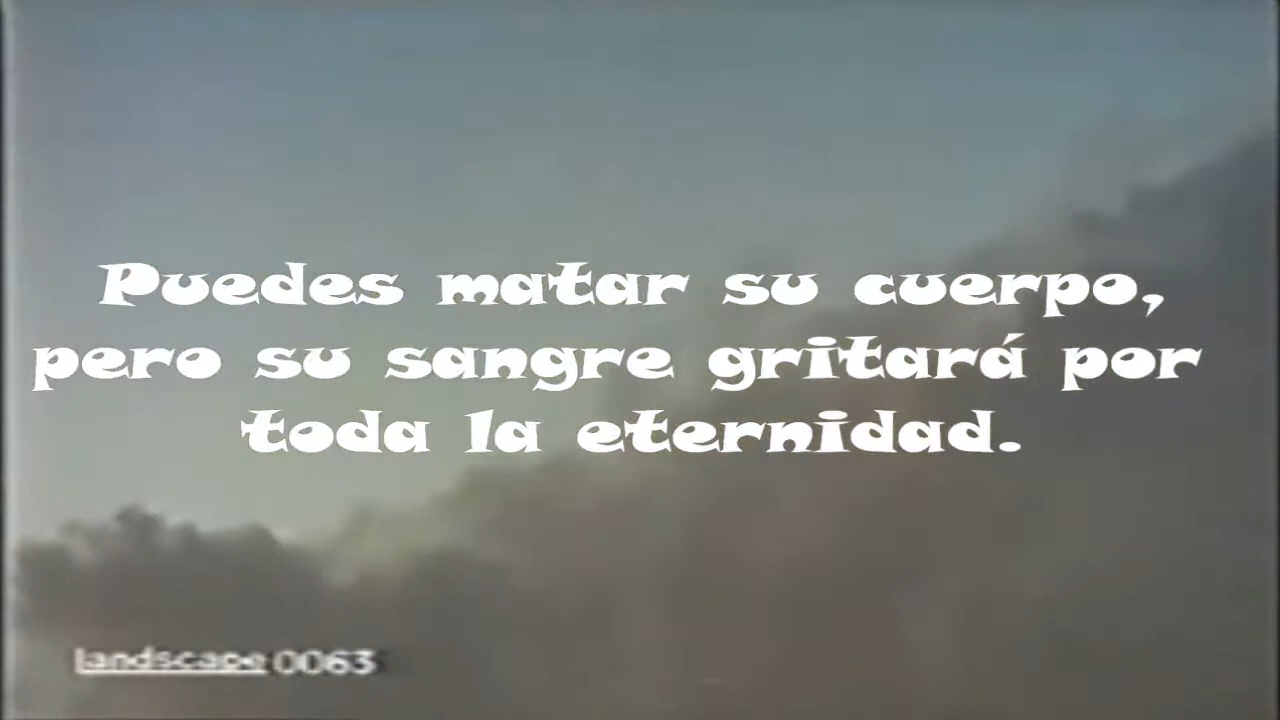 Puedes matar su cuerpo,
pero su sangre gritará por
toda la eternidad.
landscape 0063